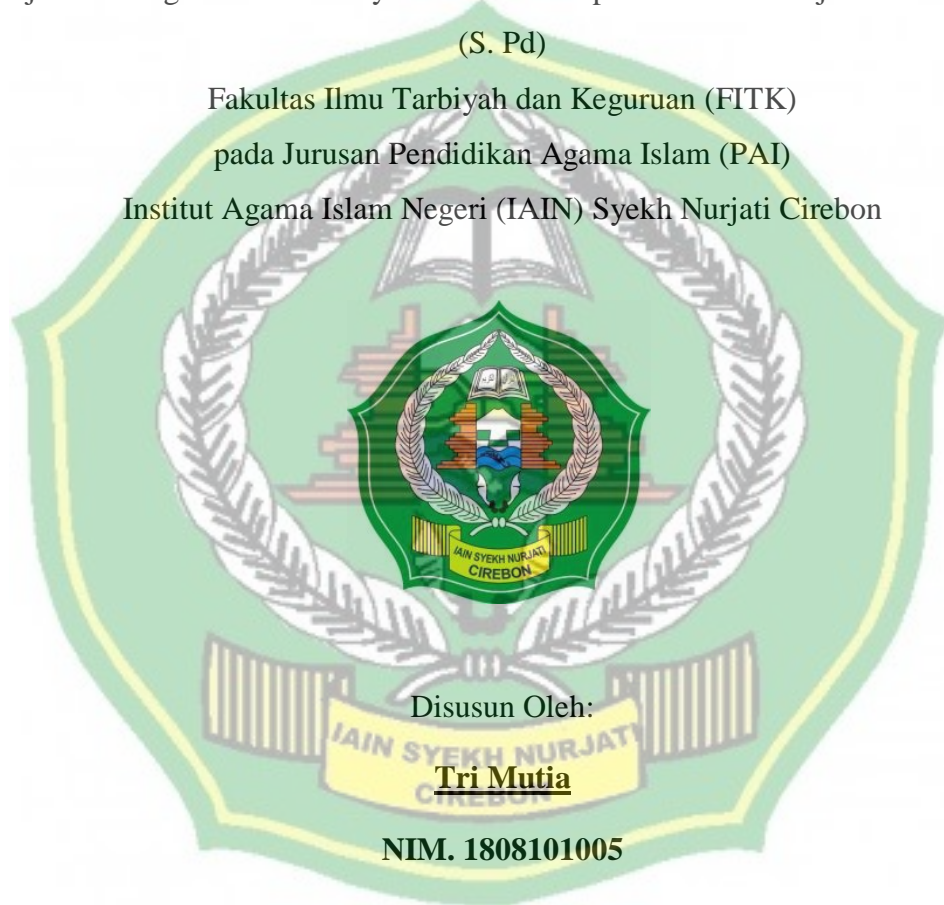 (S. Pd)
Fakultas Ilmu Tarbiyah dan Keguruan (FITK)
pada Jurusan Pendidikan Agama Islam (PAI)
Institut Agama Islam Negeri (IAIN) Syekh Nurjati Cirebon
IAIN SYEKH NURJATI
CIREBON
Disusun Oleh:
IAIN SYEKH NURJATI
Tri Mutia
CIREBON
NIM. 1808101005